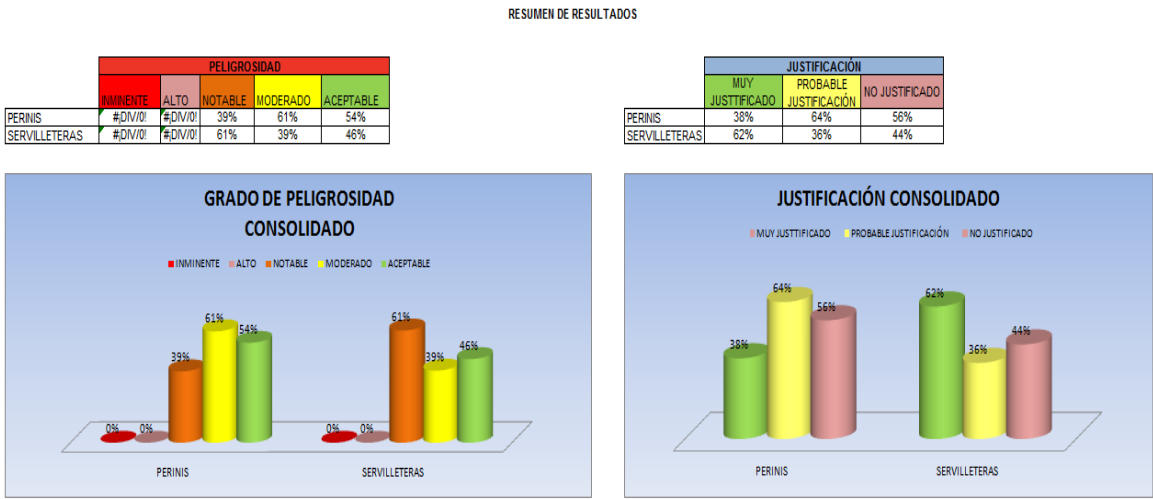 RESUMEN DE RESULTADOS
PELIGROSIDAD
INMINENTE ALTO NOTABLE MODERADO ACEPTABLE
PERINIS #¡DIV/0! #¡DIV/0! 39% 61% 54%
SERVILLETERAS #¡DIV/0! #¡DIV/0! 61% 39% 46%
JUSTIFICACIÓN
MUY JUSTTIFICADO PROBABLE JUSTIFICACIÓN NO JUSTIFICADO
PERINIS 38% 64% 56%
SERVILLETERAS 62% 36% 44%
GRADO DE PELIGROSIDAD
CONSOLIDADO
INMINENTE ALTO NOTABLE MODERADO ACEPTABLE
0% 0% 39% 61% 54% 0% 0% 61% 39% 46%
PERINIS SERVILLETERAS
JUSTIFICACIÓN CONSOLIDADO
MUY JUSTTIFICADO PROBABLE JUSTIFICACIÓN NO JUSTIFICADO
38% 64% 56% 62% 36% 44%
PERINIS SERVILLETERAS